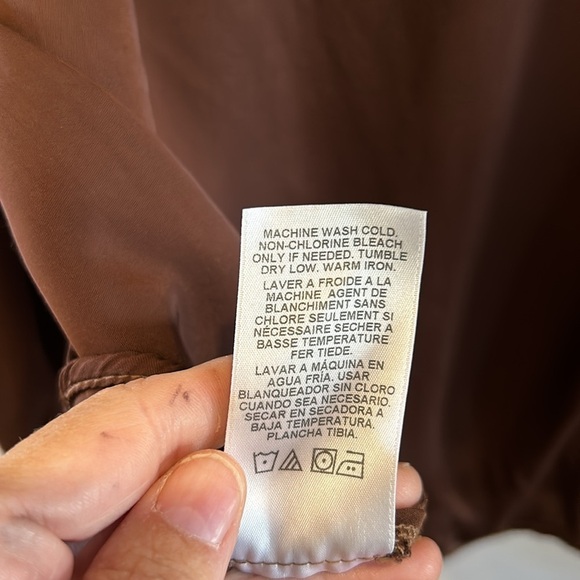 MACHINE WASH COLD.
NON-CHLORINE BLEACH
ONLY IF NEEDED. TUMBLE
DRY LOW. WARM IRON.
LAVER A FROIDE A LA
MACHINE AGENT DE
BLANCHIMENT SANS
CHLORE SEULEMENT SI
NÉCESSAIRE SECHER A
BASSE TEMPERATURE
FER TIEDE.
LAVAR A MÁQUINA EN
AGUA FRÍA. USAR
BLANQUEADOR SIN CLORO
CUANDO SEA NECESARIO.
SECAR EN SECADORA A
BAJA TEMPERATURA.
PLANCHA TIBIA.